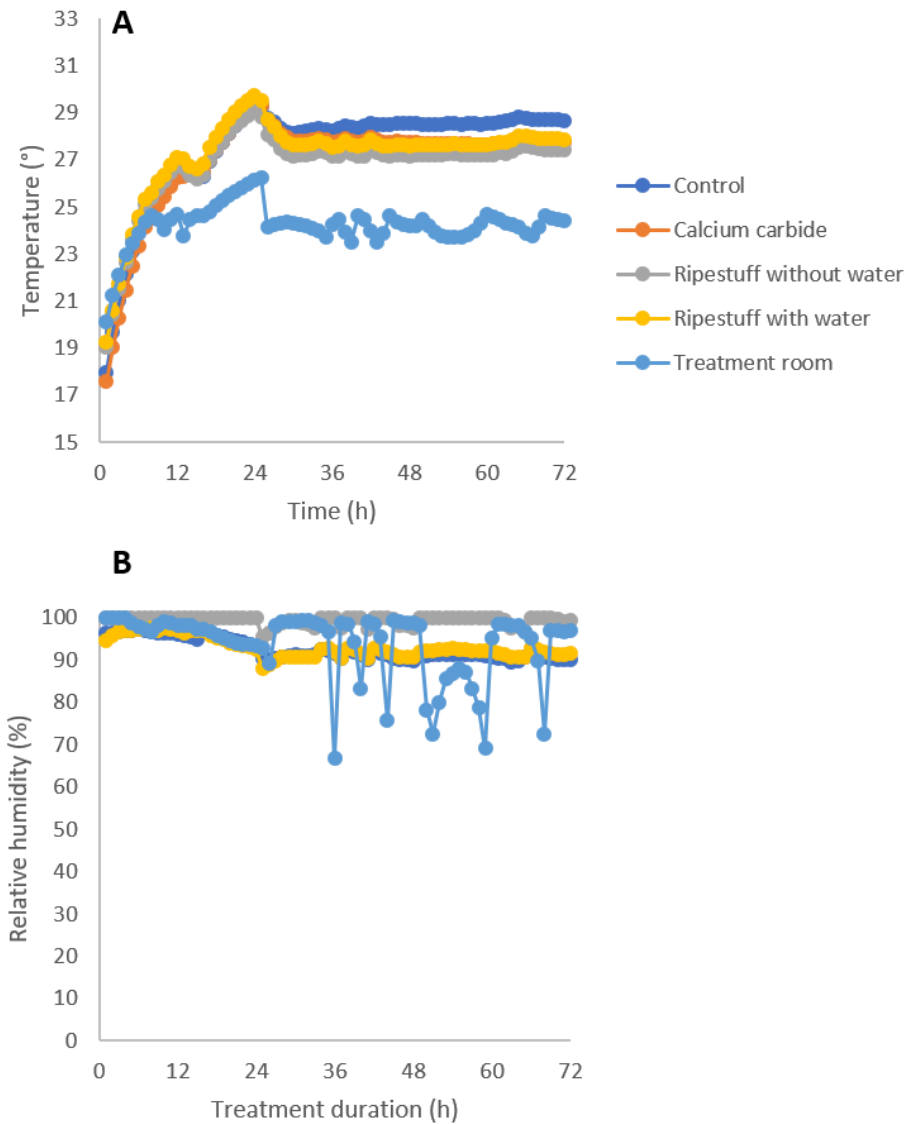 A
33
31
29
27
25
23
21
19
17
15
Temperature (°)
0 12 24 36 48 60 72
Time (h)
Control
Calcium carbide
Ripestuff without water
Ripestuff with water
Treatment room
B
100
90
80
70
60
50
40
30
20
10
0
Relative humidity (%)
0 12 24 36 48 60 72
Treatment duration (h)